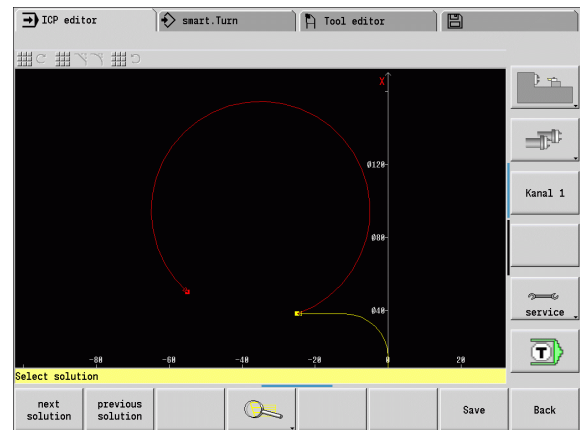 ICP editor
smart.Turn
Tool editor
X
Ø120
Ø80
Ø40
-80
-60
-40
-20
0
20
Kanal 1
service
T
Select solution
next solution
previous solution
Save
Back